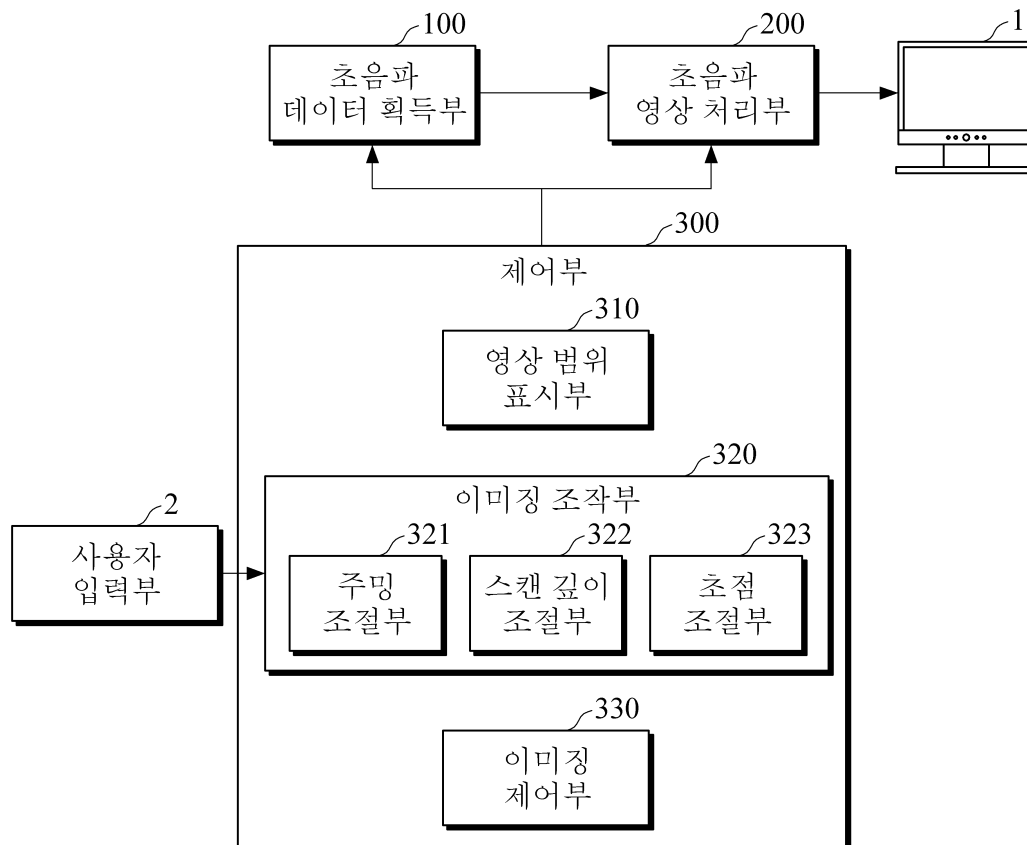 100
200
1
초음파
데이터 획득부
초음파
영상 처리부
300
제어부
310
영상 범위
표시부
320
이미징 조작부
2
사용자
입력부
321
322
323
주밍
조절부
스캔 깊이
조절부
초점
조절부
330
이미징
제어부